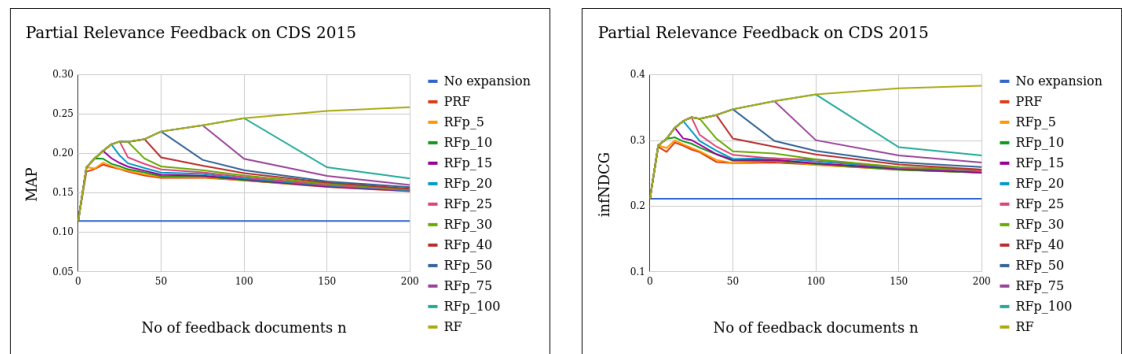 Partial Relevance Feedback on CDS 2015
MAP
0.30
0.25
0.20
0.15
0.10
0.05
0
50
100
150
200
No of feedback documents n
No expansion
PRF
RFp_5
RFp_10
RFp_15
RFp_20
RFp_25
RFp_30
RFp_40
RFp_50
RFp_75
RFp_100
RF
Partial Relevance Feedback on CDS 2015
infNDCG
0.4
0.3
0.2
0.1
0
50
100
150
200
No of feedback documents n
No expansion
PRF
RFp_5
RFp_10
RFp_15
RFp_20
RFp_25
RFp_30
RFp_40
RFp_50
RFp_75
RFp_100
RF